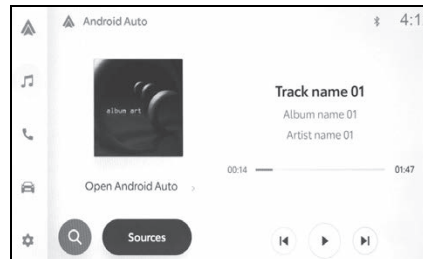 Android Auto
4:1
album art
Track name 01
Album name 01
Artist name 01
00:14
01:47
Open Android Auto
Sources